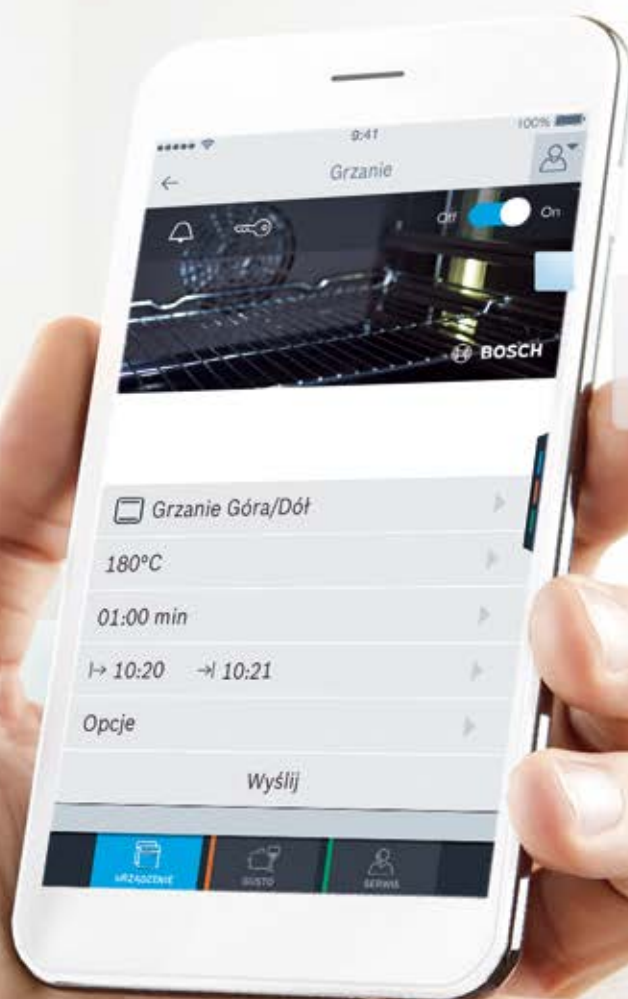 9:41 100%
Grzanie
Off On
BOSCH
Grzanie Góra/Dół
180°C
01:00 min
10:20 10:21
Opcje
Wyślij
URZĄDZENIE GUSTO SERWIS